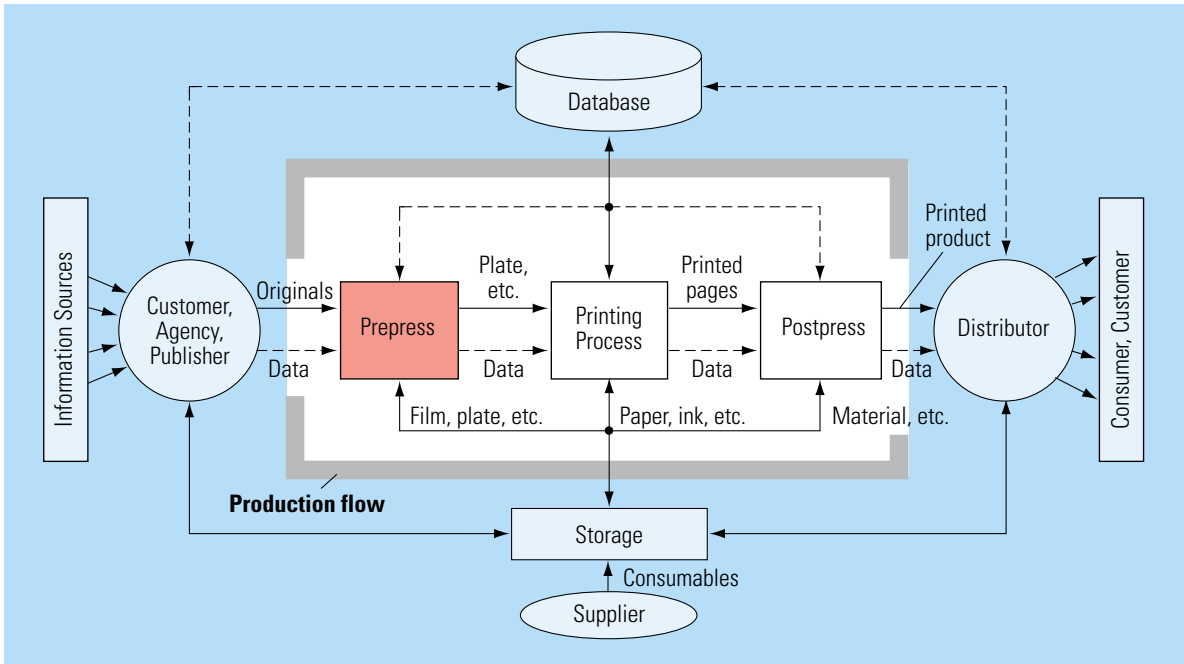 Database
Information Sources
Customer,
Agency,
Publisher
Originals
Data
Prepress
Plate,
etc.
Data
Printing
Process
Printed
pages
Data
Postpress
Printed
product
Data
Distributor
Consumer, Customer
Film, plate, etc.
Paper, ink, etc.
Material, etc.
Production flow
Storage
Consumables
Supplier